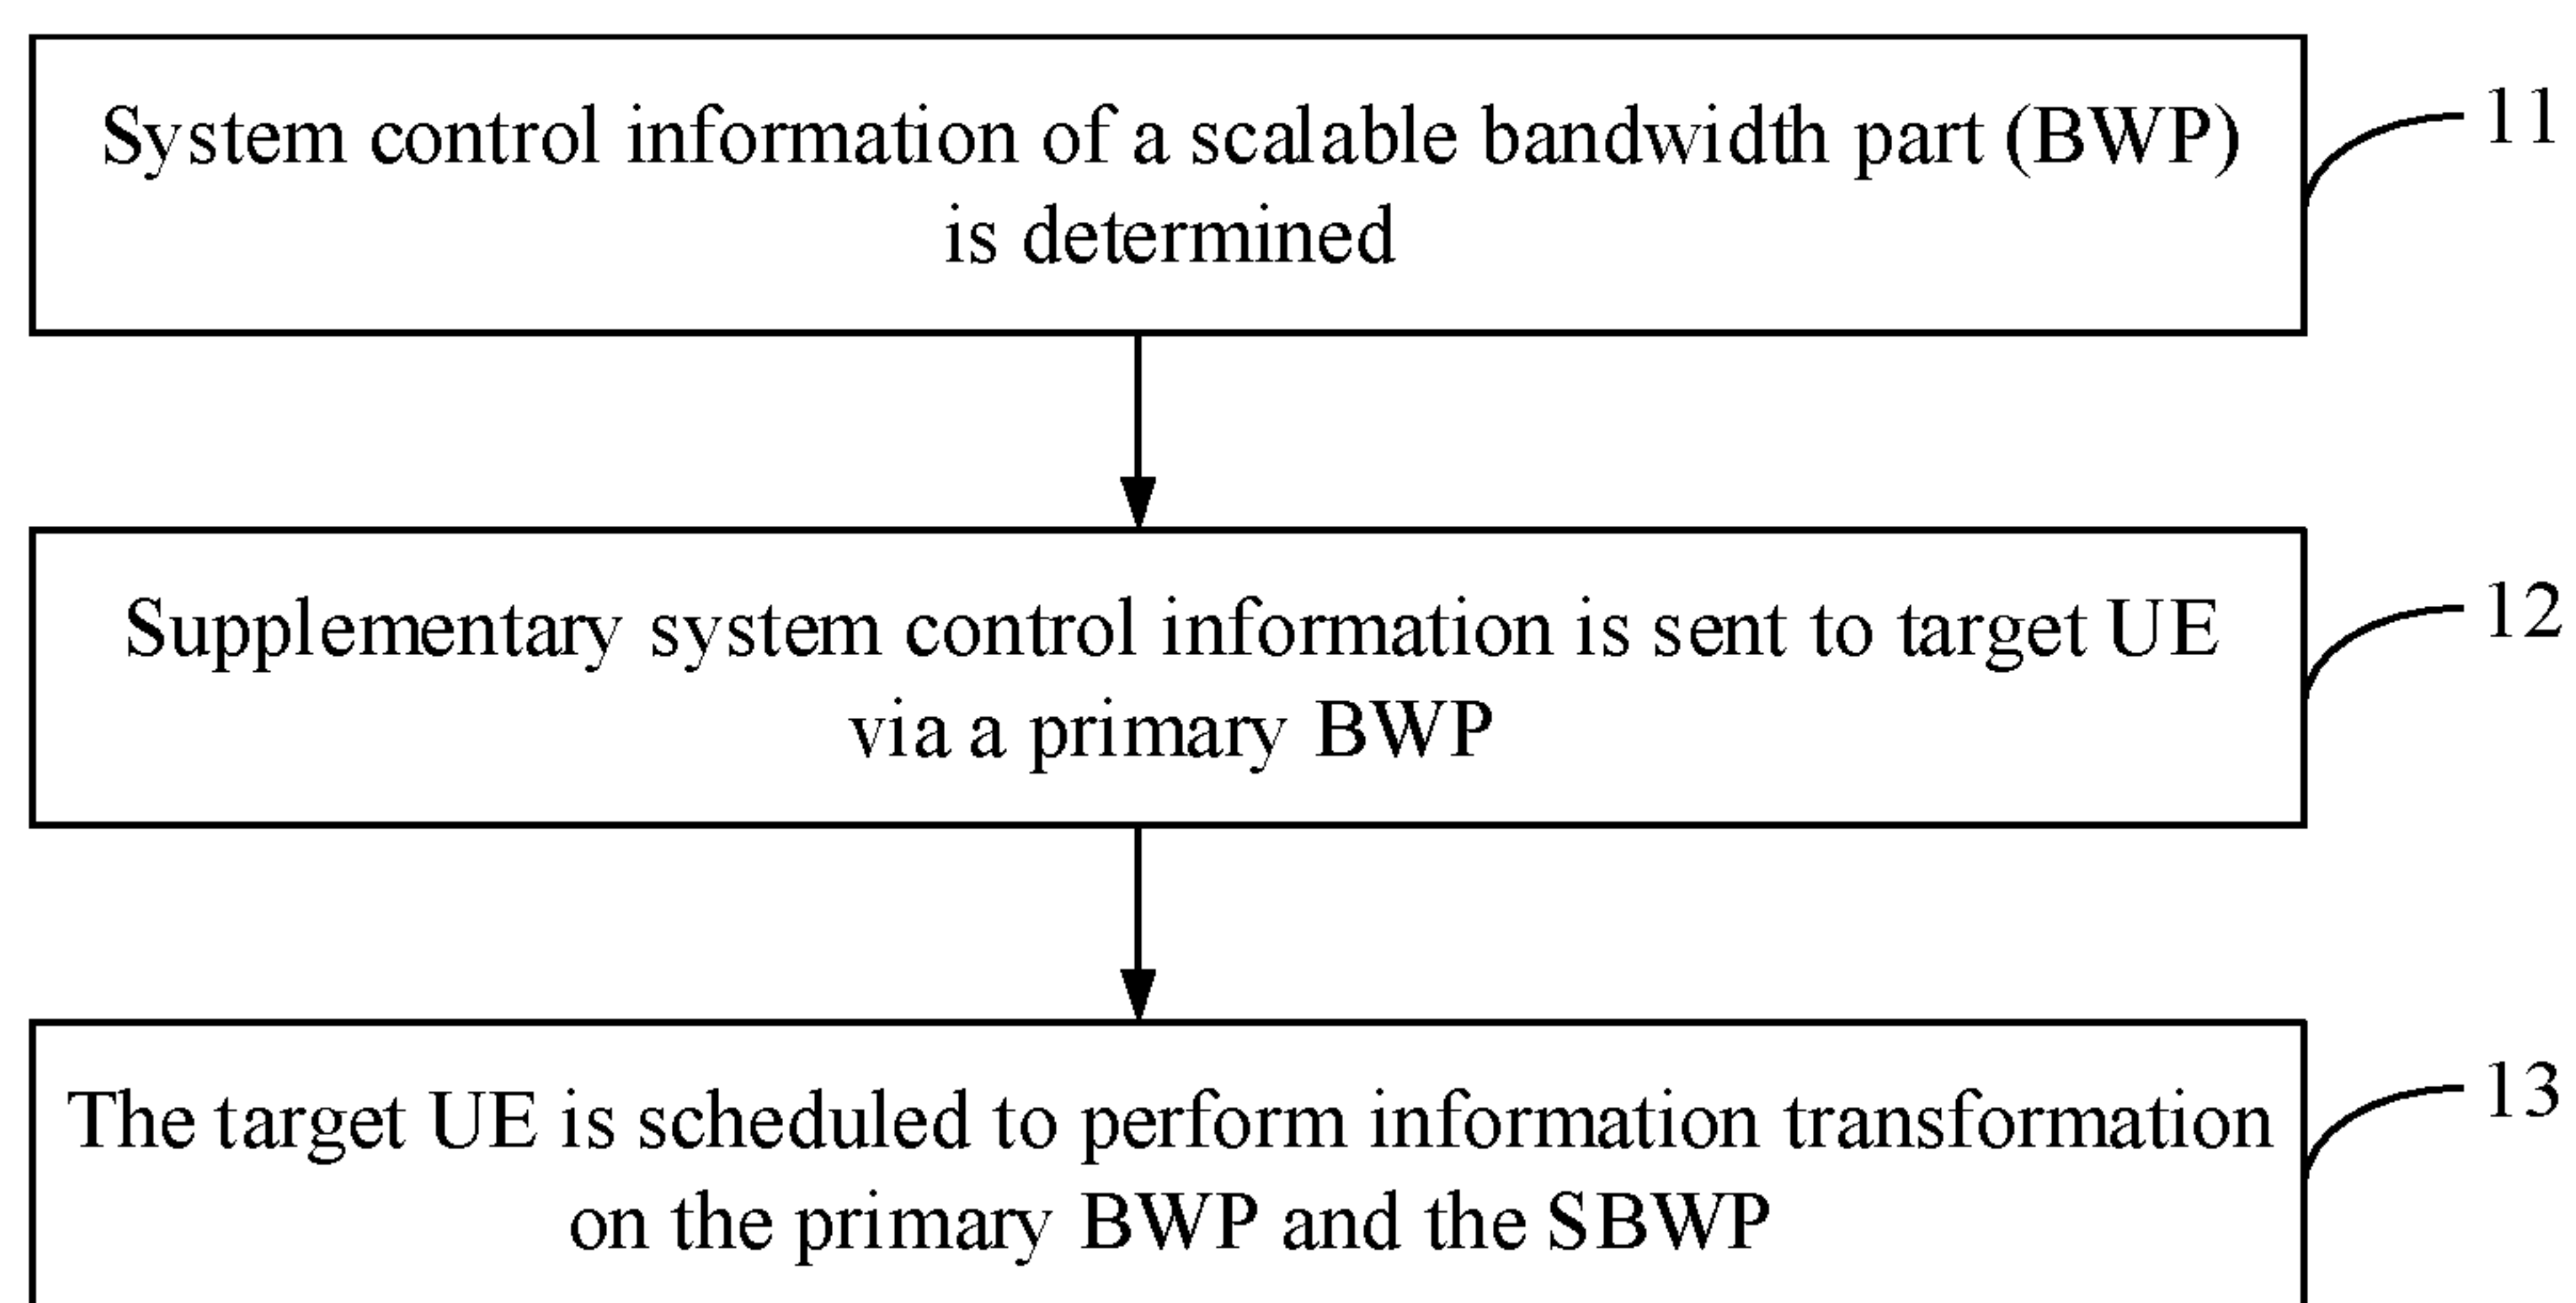 System control information of a scalable bandwidth part (BWP)
is determined
11
Supplementary system control information is sent to target UE
via a primary BWP
12
The target UE is scheduled to perform information transformation
on the primary BWP and the SBWP
13